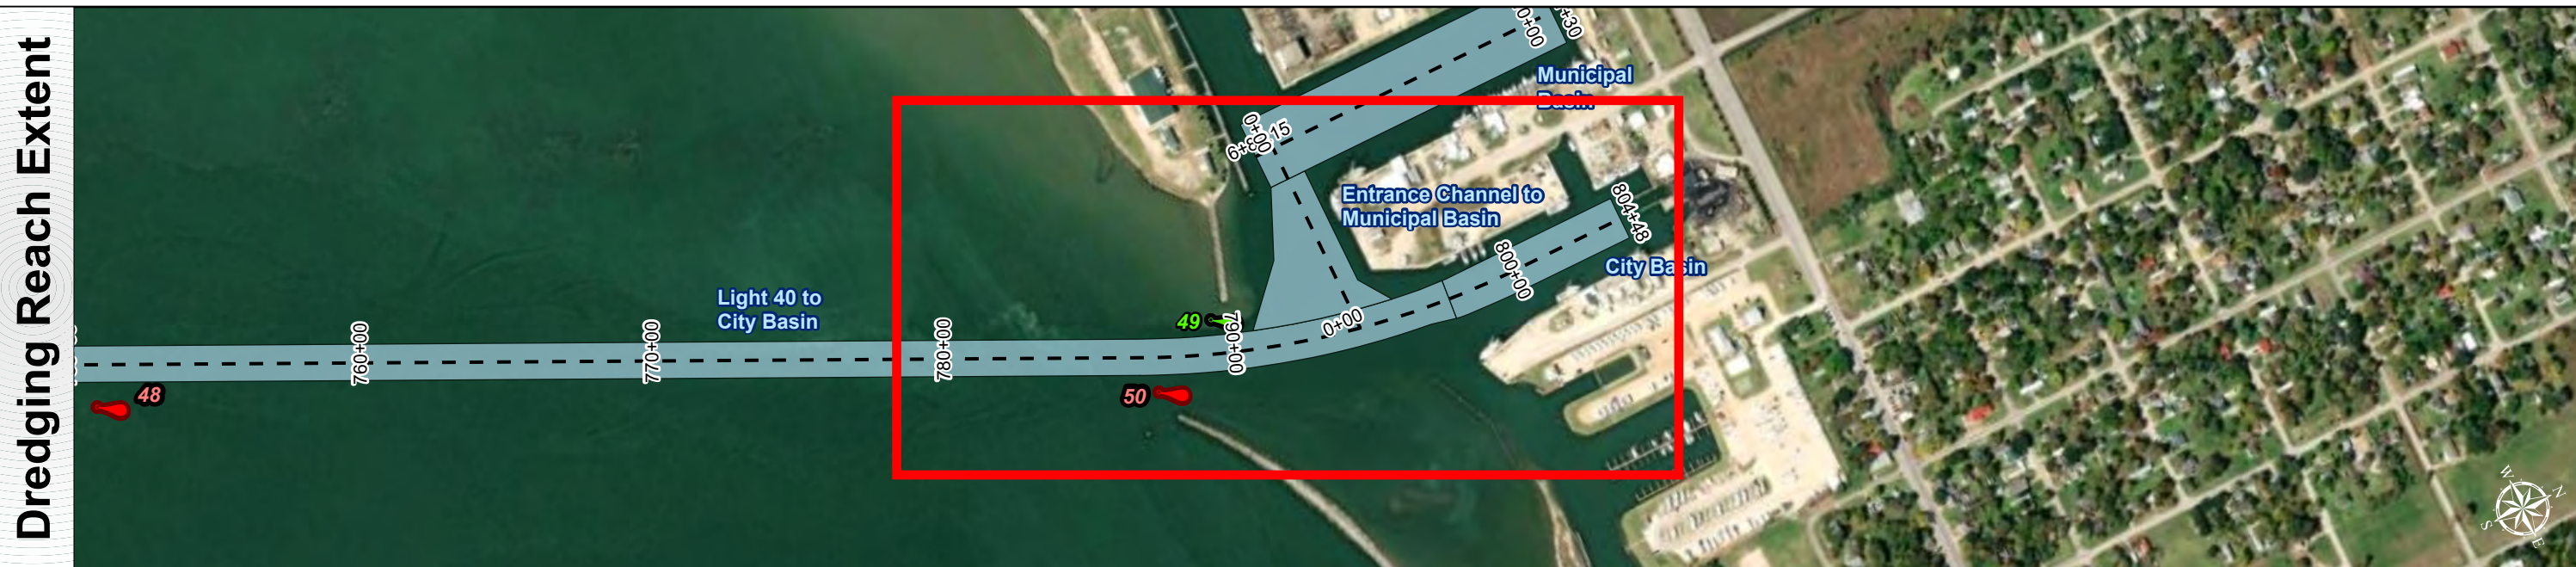 Dredging Reach Extent
0+00
+30
Municipal
Basin
0+00
15
6+8
Entrance Channel to
Municipal Basin
804+48
800+00
City Basin
Light 40 to
City Basin
49
790+00
0+00
760+00
770+00
780+00
48
50
W
N
S
E